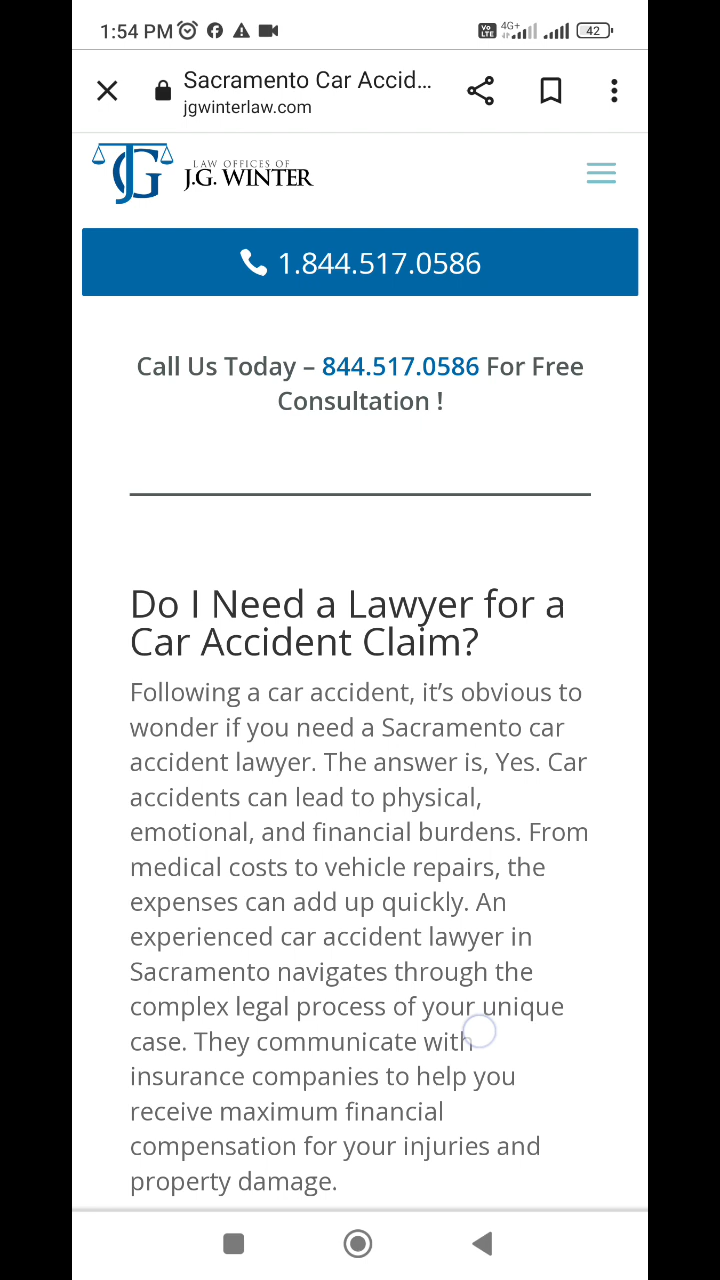 1:54 PM
Vo LTE 4G+ 42
Sacramento Car Accid...
jgwinterlaw.com
JG LAW OFFICES OF
J.G. WINTER
1.844.517.0586
Call Us Today – 844.517.0586 For Free
Consultation !
Do I Need a Lawyer for a
Car Accident Claim?
Following a car accident, it’s obvious to
wonder if you need a Sacramento car
accident lawyer. The answer is, Yes. Car
accidents can lead to physical,
emotional, and financial burdens. From
medical costs to vehicle repairs, the
expenses can add up quickly. An
experienced car accident lawyer in
Sacramento navigates through the
complex legal process of your unique
case. They communicate with
insurance companies to help you
receive maximum financial
compensation for your injuries and
property damage.